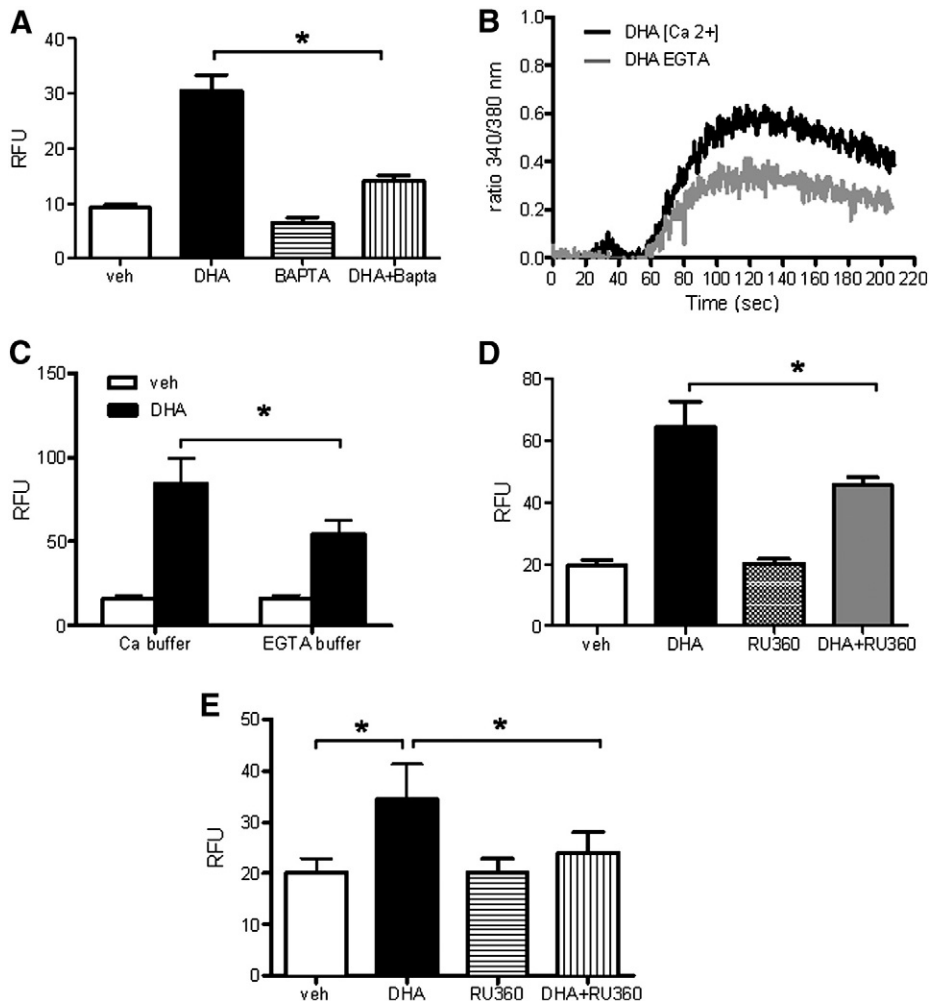 A
*
RFU
40
30
20
10
0
veh DHA BAPTA DHA+Bapta
B
DHA [Ca 2+]
DHA EGTA
ratio 340/380 nm
1.0
0.8
0.6
0.4
0.2
0.0
0 20 40 60 80 100 120 140 160 180 200 220
Time (sec)
C
veh
DHA
*
RFU
150
100
50
0
Ca buffer EGTA buffer
D
*
RFU
80
60
40
20
0
veh DHA RU360 DHA+RU360
E
* *
RFU
50
40
30
20
10
0
veh DHA RU360 DHA+RU360